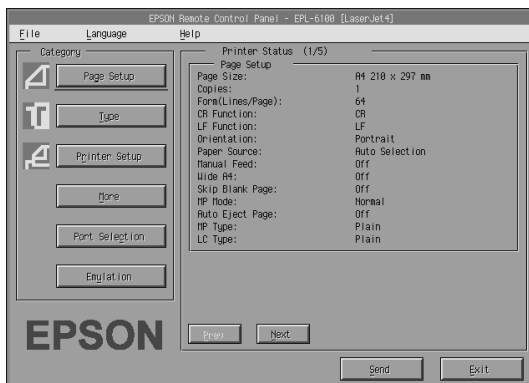 EPSON Remote Control Panel - EPL-6100 [LaserJet4]
File Language Help
Category
Page Setup
Type
Printer Setup
More
Port Selection
Emulation
EPSON
Printer Status (1/5)
Page Setup
Page Size: A4 210 x 297 mm
Copies: 1
Form(Lines/Page): 64
CR Function: CR
LF Function: LF
Orientation: Portrait
Paper Source: Auto Selection
Manual Feed: Off
Wide A4: Off
Skip Blank Page: Off
MP Mode: Normal
Auto Eject Page: Off
MP Type: Plain
LC Type: Plain
Prev Next
Send Exit